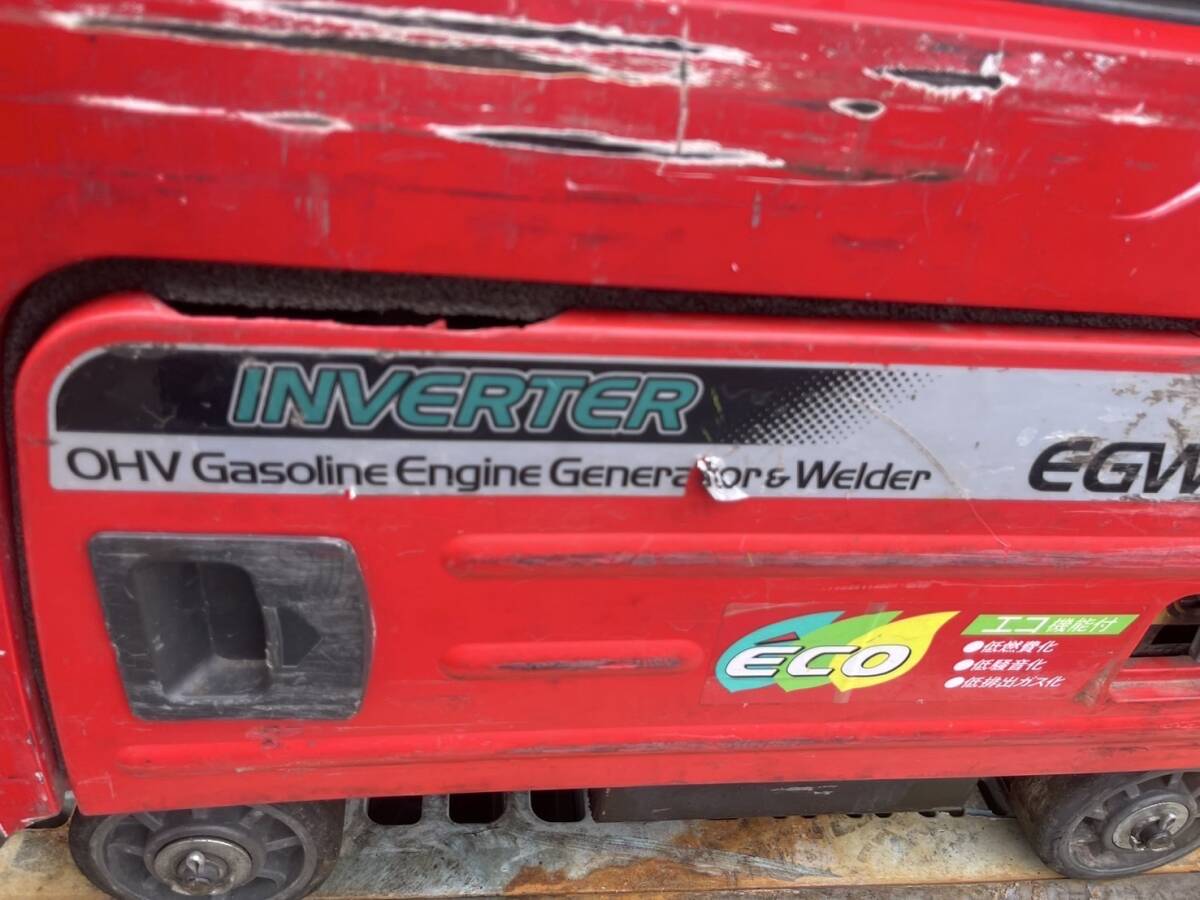 INVERTER
OHV Gasoline Engine Generator & Welder
EGW
ECO
エコ機能付
●低燃費化
●低騒音化
●低排出ガス化